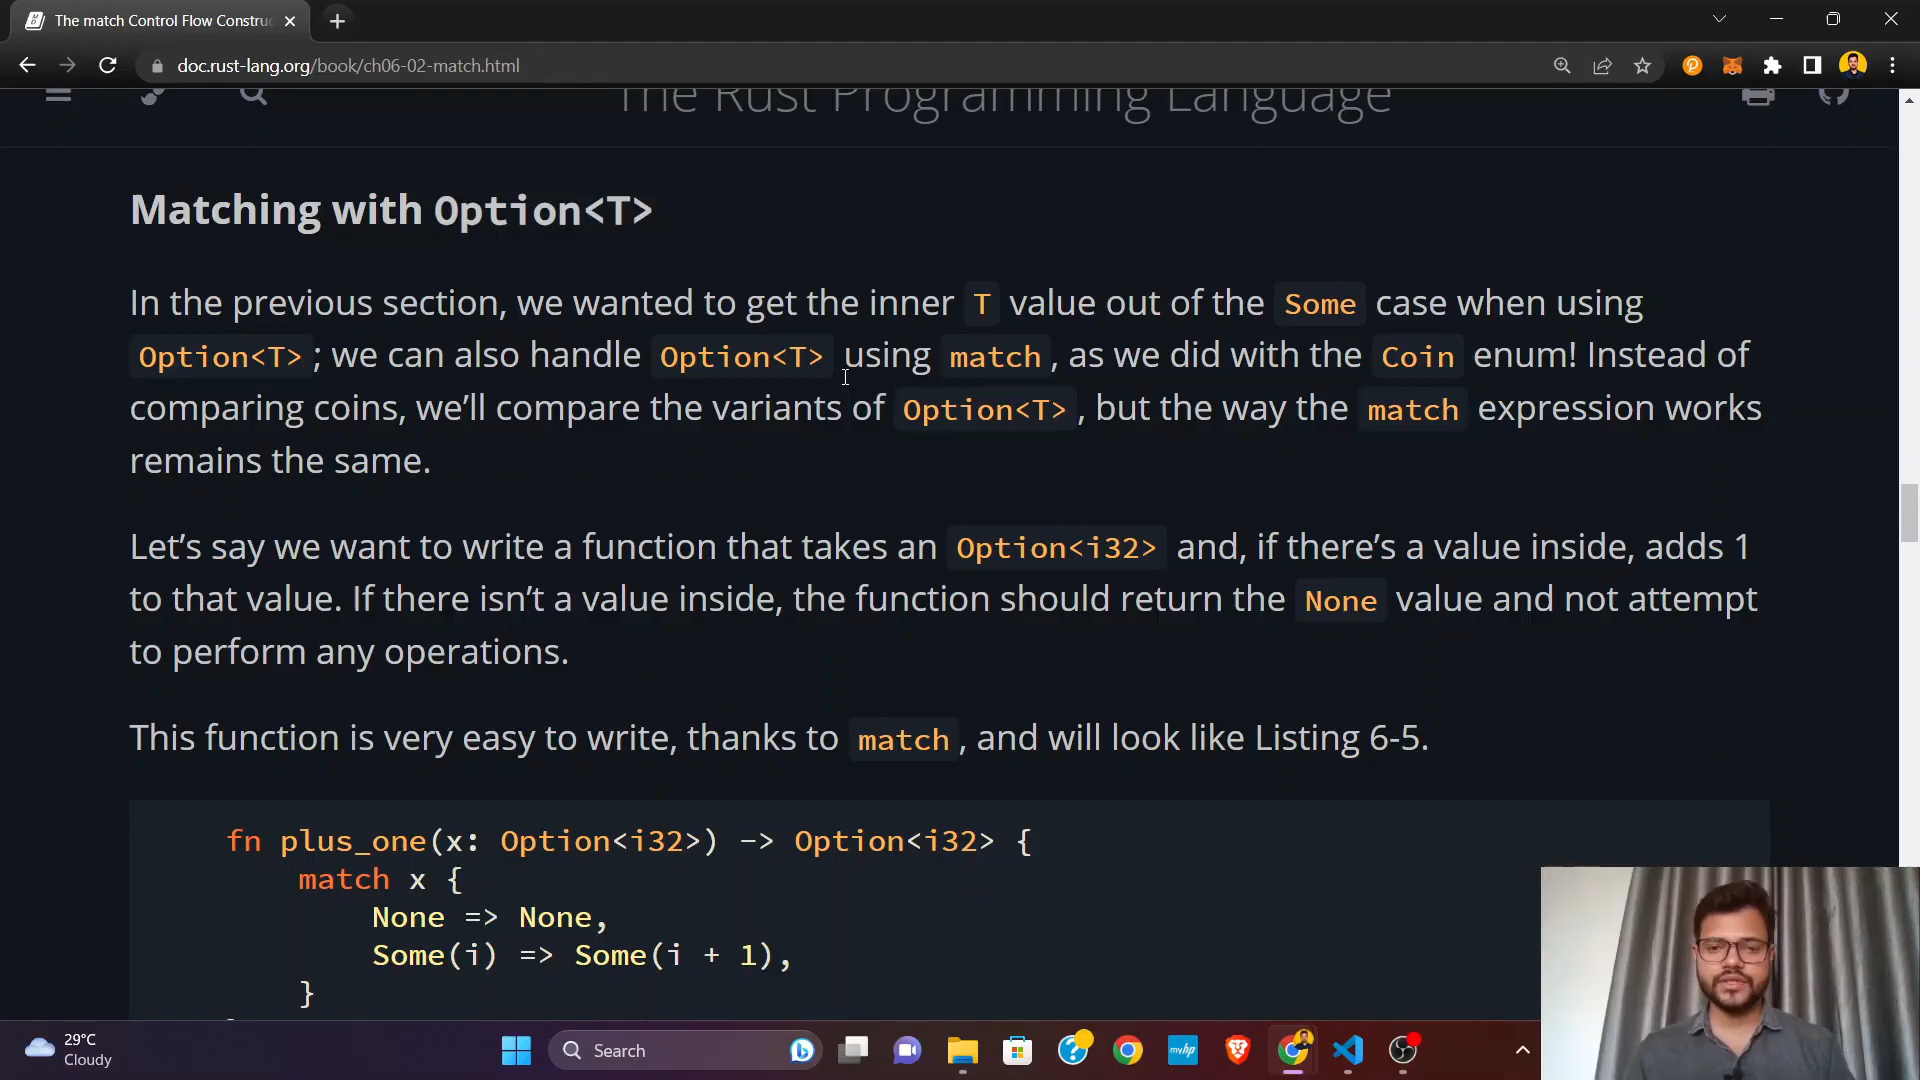 The match Control Flow Constru
doc.rust-lang.org/book/ch06-02-match.html
The Rust Programming Language
Matching with Option<T>
In the previous section, we wanted to get the inner T value out of the Some case when using
Option<T>; we can also handle Option<T> using match, as we did with the Coin enum! Instead of
comparing coins, we’ll compare the variants of Option<T>, but the way the match expression works
remains the same.
Let’s say we want to write a function that takes an Option<i32> and, if there’s a value inside, adds 1
to that value. If there isn’t a value inside, the function should return the None value and not attempt
to perform any operations.
This function is very easy to write, thanks to match, and will look like Listing 6-5.
fn plus_one(x: Option<i32>) -> Option<i32> {
match x {
None => None,
Some(i) => Some(i + 1),
}
29°C
Cloudy
Search
myhp